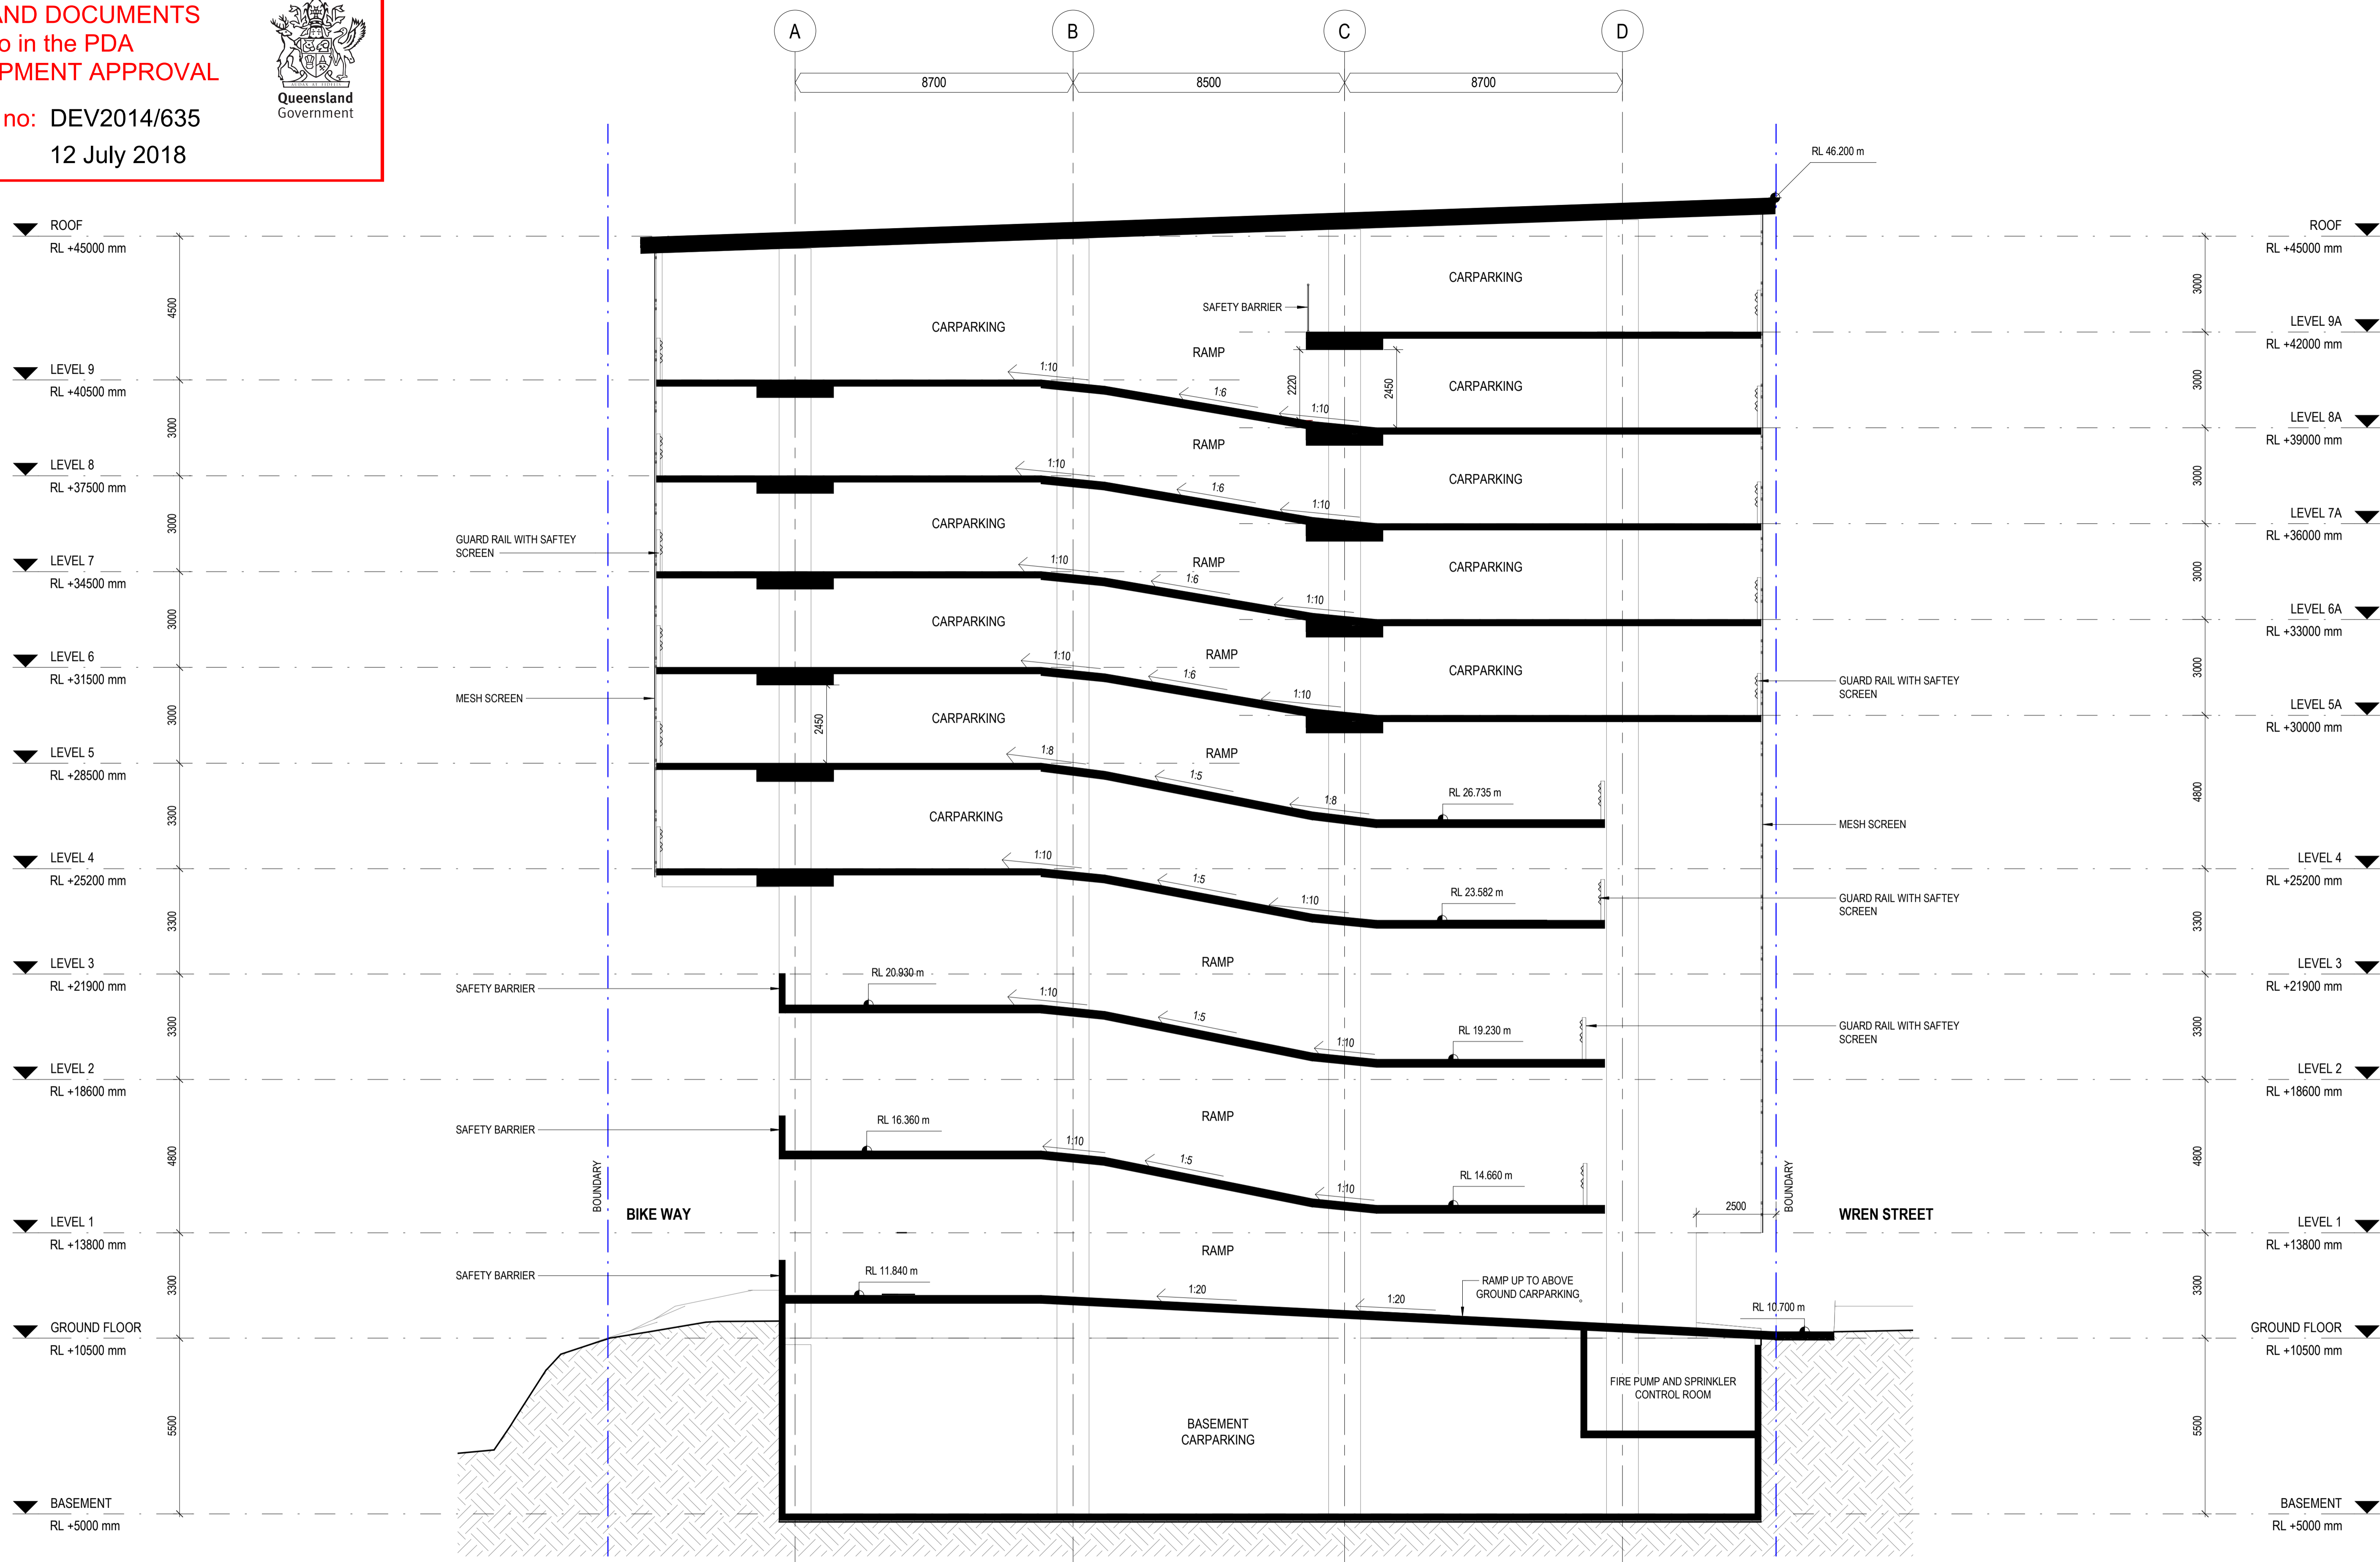 AND DOCUMENTS
in the PDA
PMENT APPROVAL
no: DEV2014/635
12 July 2018
Queensland
Government
A
B
C
D
8700
8500
8700
RL 46.200 m
ROOF
RL +45000 mm
4500
LEVEL 9
RL +40500 mm
3000
LEVEL 8
RL +37500 mm
3000
LEVEL 7
RL +34500 mm
3000
LEVEL 6
RL +31500 mm
3000
LEVEL 5
RL +28500 mm
3300
LEVEL 4
RL +25200 mm
3300
LEVEL 3
RL +21900 mm
3300
LEVEL 2
RL +18600 mm
4800
LEVEL 1
RL +13800 mm
3300
GROUND FLOOR
RL +10500 mm
5500
BASEMENT
RL +5000 mm
GUARD RAIL WITH SAFTEY
SCREEN
MESH SCREEN
SAFETY BARRIER
SAFETY BARRIER
SAFETY BARRIER
BOUNDARY
BIKE WAY
CARPARKING
SAFETY BARRIER
CARPARKING
RAMP
1:10
1:6
1:10
2220
2450
CARPARKING
RAMP
1:10
1:6
1:10
CARPARKING
CARPARKING
RAMP
1:10
1:6
1:10
CARPARKING
CARPARKING
RAMP
1:10
1:6
1:10
CARPARKING
2450
CARPARKING
RAMP
1:8
1:5
1:8
RL 26.735 m
CARPARKING
1:10
1:5
1:10
RL 23.582 m
RAMP
RL 20.930 m
1:10
1:5
1:10
RL 19.230 m
RAMP
RL 16.360 m
1:10
1:5
1:10
RL 14.660 m
RAMP
RL 11.840 m
1:20
1:20
RAMP UP TO ABOVE
GROUND CARPARKING
RL 10.700 m
2500
FIRE PUMP AND SPRINKLER
CONTROL ROOM
BASEMENT
CARPARKING
BOUNDARY
WREN STREET
GUARD RAIL WITH SAFTEY
SCREEN
MESH SCREEN
GUARD RAIL WITH SAFTEY
SCREEN
GUARD RAIL WITH SAFTEY
SCREEN
ROOF
RL +45000 mm
3000
LEVEL 9A
RL +42000 mm
3000
LEVEL 8A
RL +39000 mm
3000
LEVEL 7A
RL +36000 mm
3000
LEVEL 6A
RL +33000 mm
3000
LEVEL 5A
RL +30000 mm
4800
LEVEL 4
RL +25200 mm
3300
LEVEL 3
RL +21900 mm
3300
LEVEL 2
RL +18600 mm
4800
LEVEL 1
RL +13800 mm
3300
GROUND FLOOR
RL +10500 mm
5500
BASEMENT
RL +5000 mm